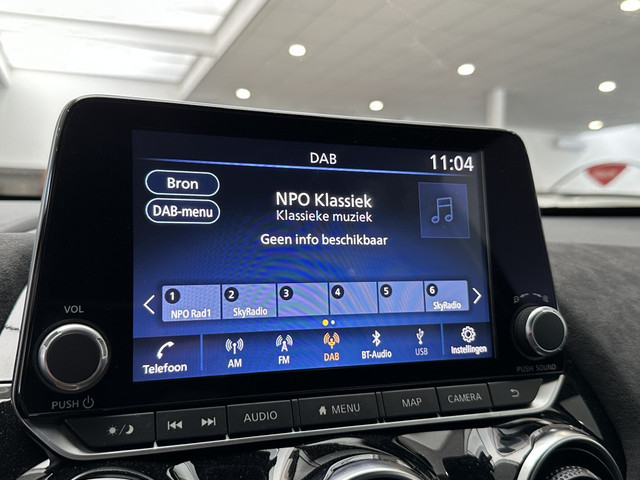 DAB
11:04
Bron
DAB-menu
NPO Klassiek
Klassieke muziek
Geen info beschikbaar
1
NPO Rad1
2
SkyRadio
3
4
5
6
SkyRadio
Telefoon
AM
FM
DAB
BT-Audio
USB
Instellingen
VOL
PUSH
PUSH SOUND
AUDIO
MENU
MAP
CAMERA